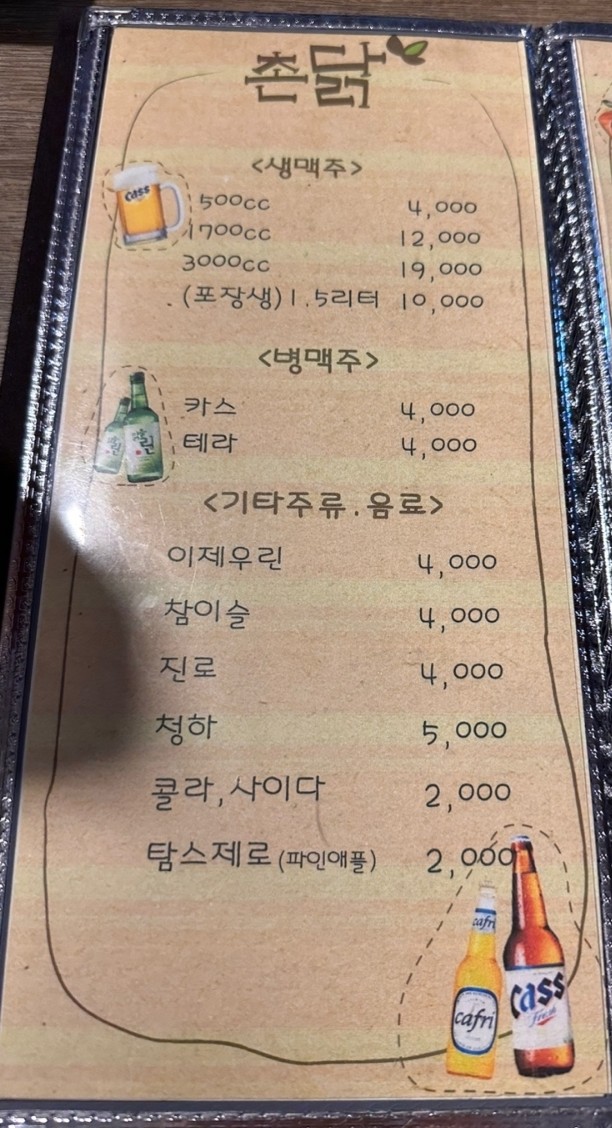 촌닭
<생맥주>
Cass
500cc 4,000
1700cc 12,000
3000cc 19,000
. (포장생) 1.5리터 10,000
<병맥주>
카스 4,000
테라 4,000
<기타주류.음료>
이제우린 4,000
참이슬 4,000
진로 4,000
청하 5,000
콜라,사이다 2,000
탐스제로(파인애플) 2,000
cafri
cafri
Cass
Fresh